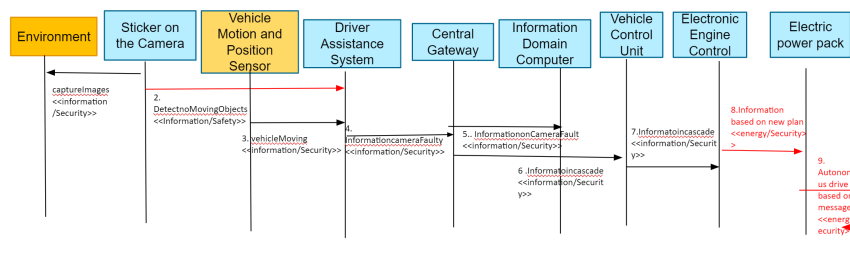 Environment
Sticker on
the Camera
Vehicle
Motion and
Position
Sensor
Driver
Assistance
System
Central
Gateway
Information
Domain
Computer
Vehicle
Control
Unit
Electronic
Engine
Control
Electric
power pack
captureImages
<<information
/Security>>
2.
DetectnoMovingObjects
<<Information/Safety>>
3. vehicleMoving
<<information/Security>>
4.
InformationcameraFaulty
<<information/Security>>
5.. InformationonCameraFault
<<information/Security>>
6 .Informatoincascade
<<information/Securit
y>>
7.Informatoincascade
<<information/Securit
y>>
8.Information
based on new plan
<<energy/Security>
>
9.
Autonon
us drive
based o
message
<<energ
ecurity>